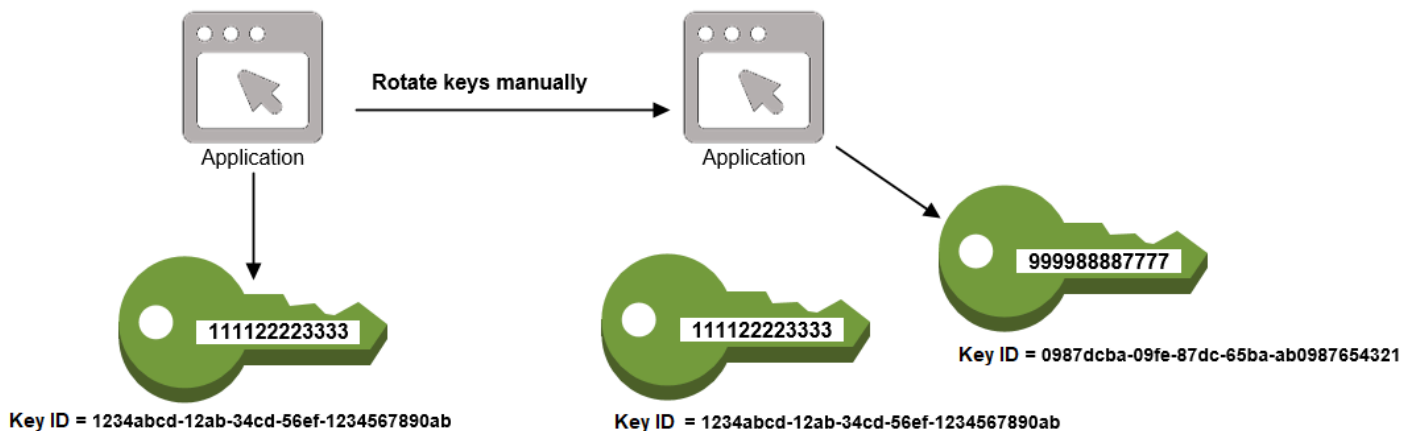 Rotate keys manually
Application
Application
999988887777
111122223333
111122223333
Key ID = 0987dcba-09fe-87dc-65ba-ab0987654321
Key ID = 1234abcd-12ab-34cd-56ef-1234567890ab
Key ID = 1234abcd-12ab-34cd-56ef-1234567890ab